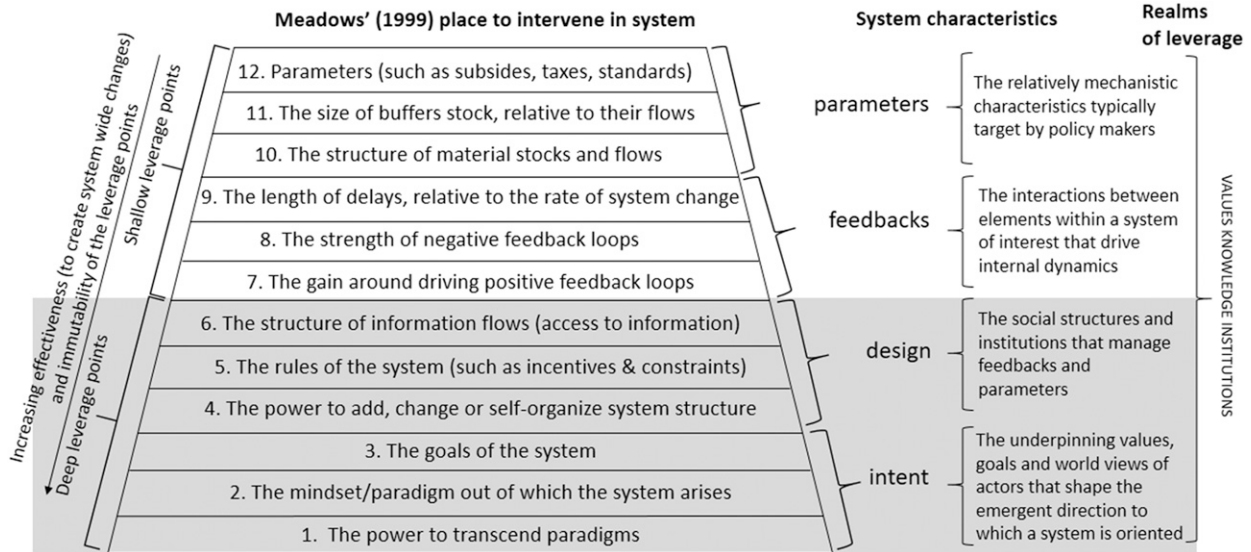 Meadows' (1999) place to intervene in system
System characteristics
Realms
of leverage
Increasing effectiveness (to create system wide changes)
and immutability of the leverage points
Shallow leverage points
Deep leverage points
12. Parameters (such as subsides, taxes, standards)
11. The size of buffers stock, relative to their flows
10. The structure of material stocks and flows
9. The length of delays, relative to the rate of system change
8. The strength of negative feedback loops
7. The gain around driving positive feedback loops
6. The structure of information flows (access to information)
5. The rules of the system (such as incentives & constraints)
4. The power to add, change or self-organize system structure
3. The goals of the system
2. The mindset/paradigm out of which the system arises
1. The power to transcend paradigms
parameters
The relatively mechanistic
characteristics typically
target by policy makers
feedbacks
The interactions between
elements within a system
of interest that drive
internal dynamics
design
The social structures and
institutions that manage
feedbacks and
parameters
intent
The underpinning values,
goals and world views of
actors that shape the
emergent direction to
which a system is oriented
VALUES KNOWLEDGE INSTITUTIONS